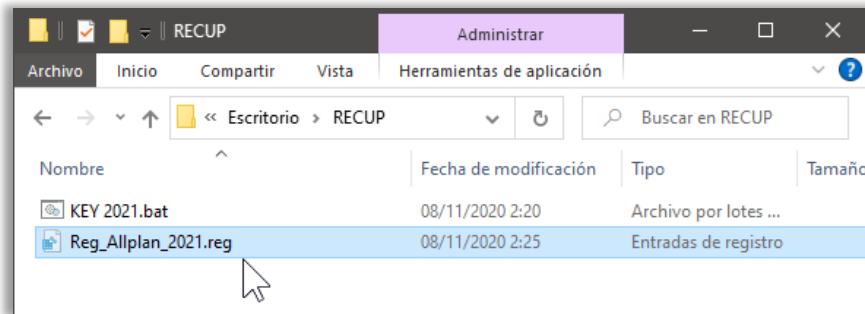 RECUP Administrar
Archivo Inicio Compartir Vista Herramientas de aplicación ?
« Escritorio > RECUP Buscar en RECUP
Nombre Fecha de modificación Tipo Tamaño
KEY 2021.bat 08/11/2020 2:20 Archivo por lotes ...
Reg_Allplan_2021.reg 08/11/2020 2:25 Entradas de registro